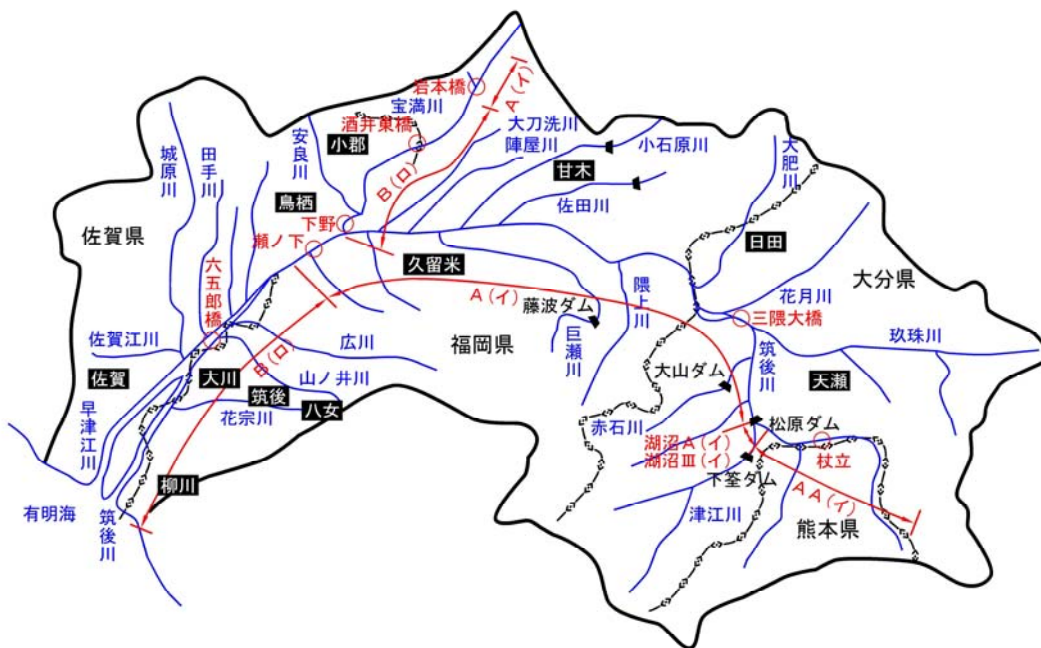 岩本橋
A(イ)
宝満川
酒井東橋
小郡
大刀洗川
陣屋川
安良川
城原川
田手川
小石原川
甘木
大肥川
B(ロ)
佐田川
鳥栖
下野
佐賀県
瀬ノ下
日田
久留米
大分県
六五郎橋
A(イ)
藤波ダム
隈上川
花月川
三隈大橋
佐賀江川
広川
福岡県
巨瀬川
筑後川
玖珠川
B(ロ)
佐賀
大川
山ノ井川
大山ダム
天瀬
筑後
八女
花宗川
早津江川
赤石川
松原ダム
湖沼A(イ)
湖沼Ⅲ(イ)
杖立
下筌ダム
柳川
AA(イ)
有明海
筑後川
津江川
熊本県